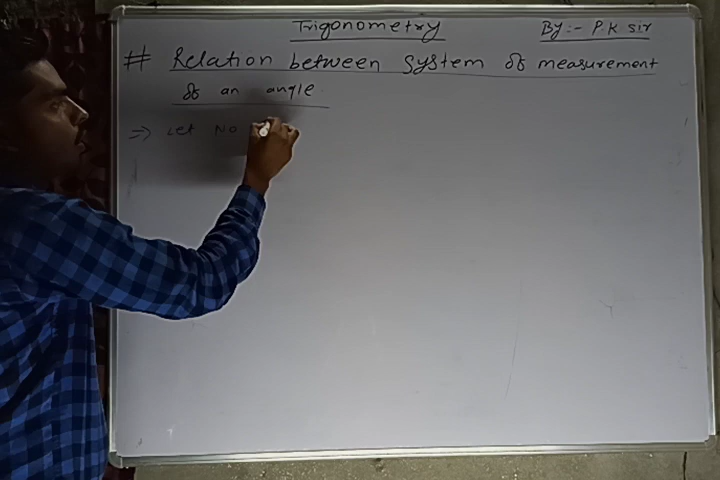 Trigonometry
By :- P.K sir
# Relation between System of measurement
of an angle
=> Let No